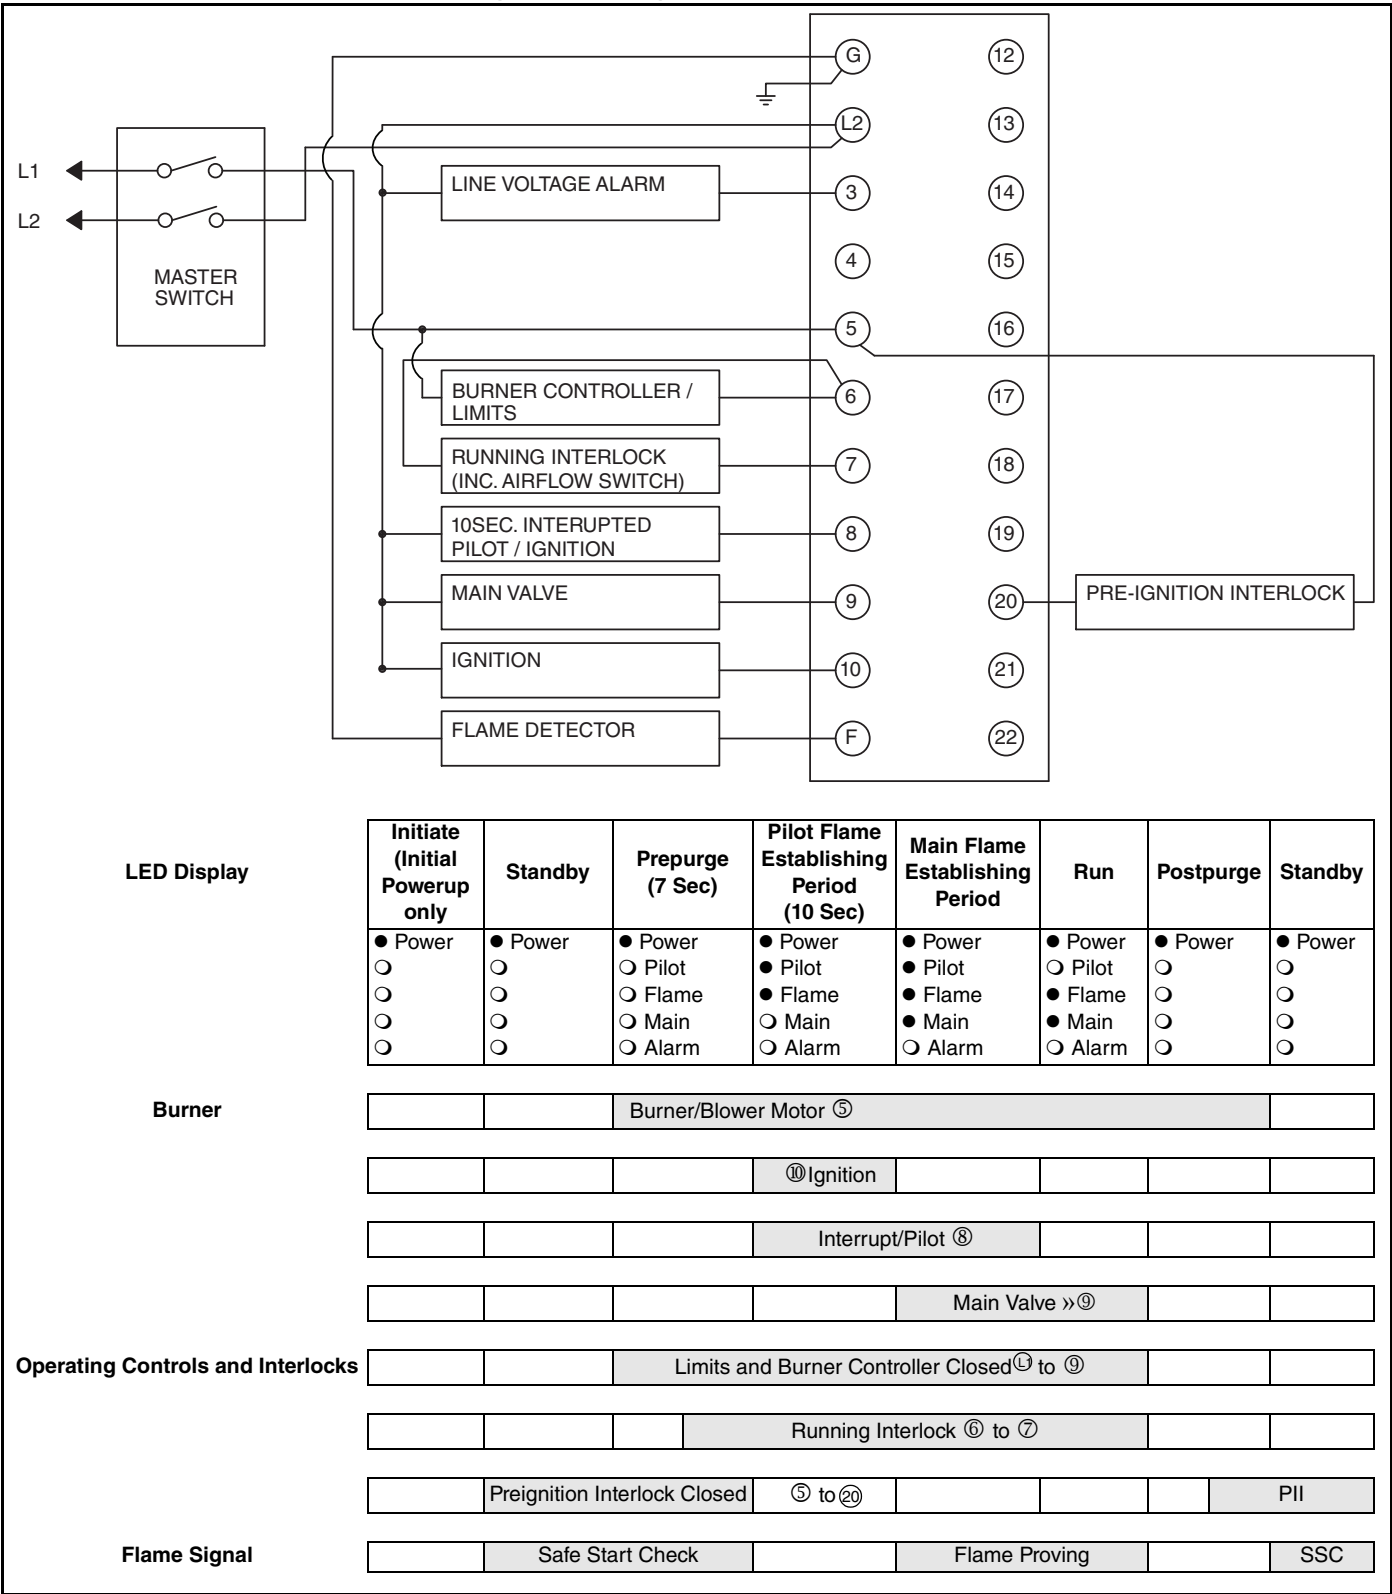 G 12
L2 13
L1
LINE VOLTAGE ALARM 3 14
L2
4 15
MASTER
SWITCH
5 16
BURNER CONTROLLER /
LIMITS
6 17
RUNNING INTERLOCK
(INC. AIRFLOW SWITCH)
7 18
10SEC. INTERUPTED
PILOT / IGNITION
8 19
MAIN VALVE 9 20 PRE-IGNITION INTERLOCK
IGNITION 10 21
FLAME DETECTOR F 22
LED Display
Initiate
(Initial
Powerup
only
Standby
Prepurge
(7 Sec)
Pilot Flame
Establishing
Period
(10 Sec)
Main Flame
Establishing
Period
Run
Postpurge
Standby
● Power ● Power ● Power ● Power ● Power ● Power ● Power ● Power
❍ ❍ ❍ Pilot ● Pilot ● Pilot ❍ Pilot ❍ ❍
❍ ❍ ❍ Flame ● Flame ● Flame ● Flame ❍ ❍
❍ ❍ ❍ Main ❍ Main ● Main ● Main ❍ ❍
❍ ❍ ❍ Alarm ❍ Alarm ❍ Alarm ❍ Alarm ❍ ❍
Burner Burner/Blower Motor ⑤
⑩Ignition
Interrupt/Pilot ⑧
Main Valve »⑨
Operating Controls and Interlocks Limits and Burner Controller Closed L1 to ⑨
Running Interlock ⑥ to ⑦
Preignition Interlock Closed ⑤ to ⑳ PII
Flame Signal Safe Start Check Flame Proving SSC